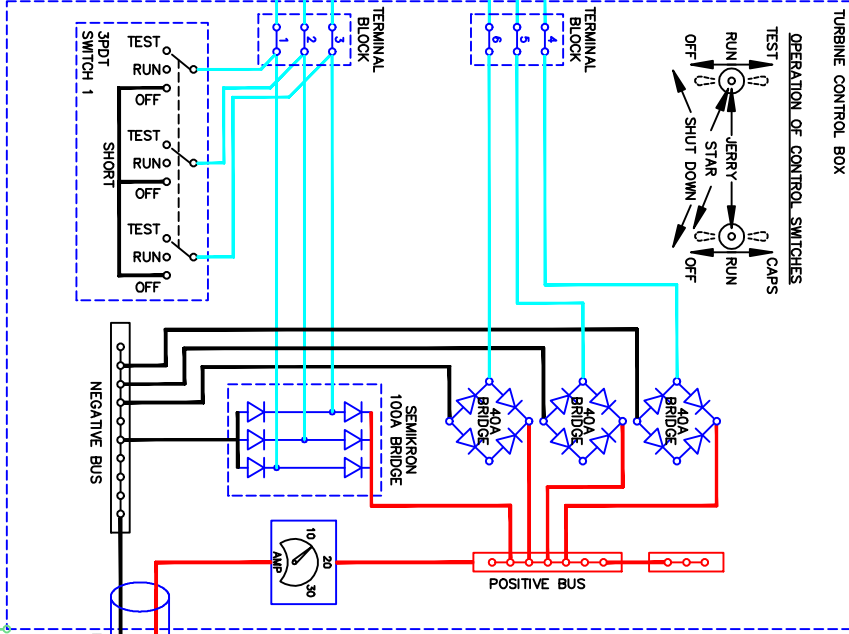 TURBINE CONTROL BOX
OPERATION OF CONTROL SWITCHES
TEST
RUN
OFF
CAPS
RUN
OFF
JERRY
STAR
SHUT DOWN
TERMINAL
BLOCK
1
2
3
TERMINAL
BLOCK
6
5
4
3PDT
SWITCH 1
TEST
RUN
OFF
TEST
RUN
OFF
TEST
RUN
OFF
SHORT
NEGATIVE BUS
SEMIKRON
100A BRIDGE
40A
BRIDGE
40A
BRIDGE
40A
BRIDGE
10
20
30
AMP
POSITIVE BUS